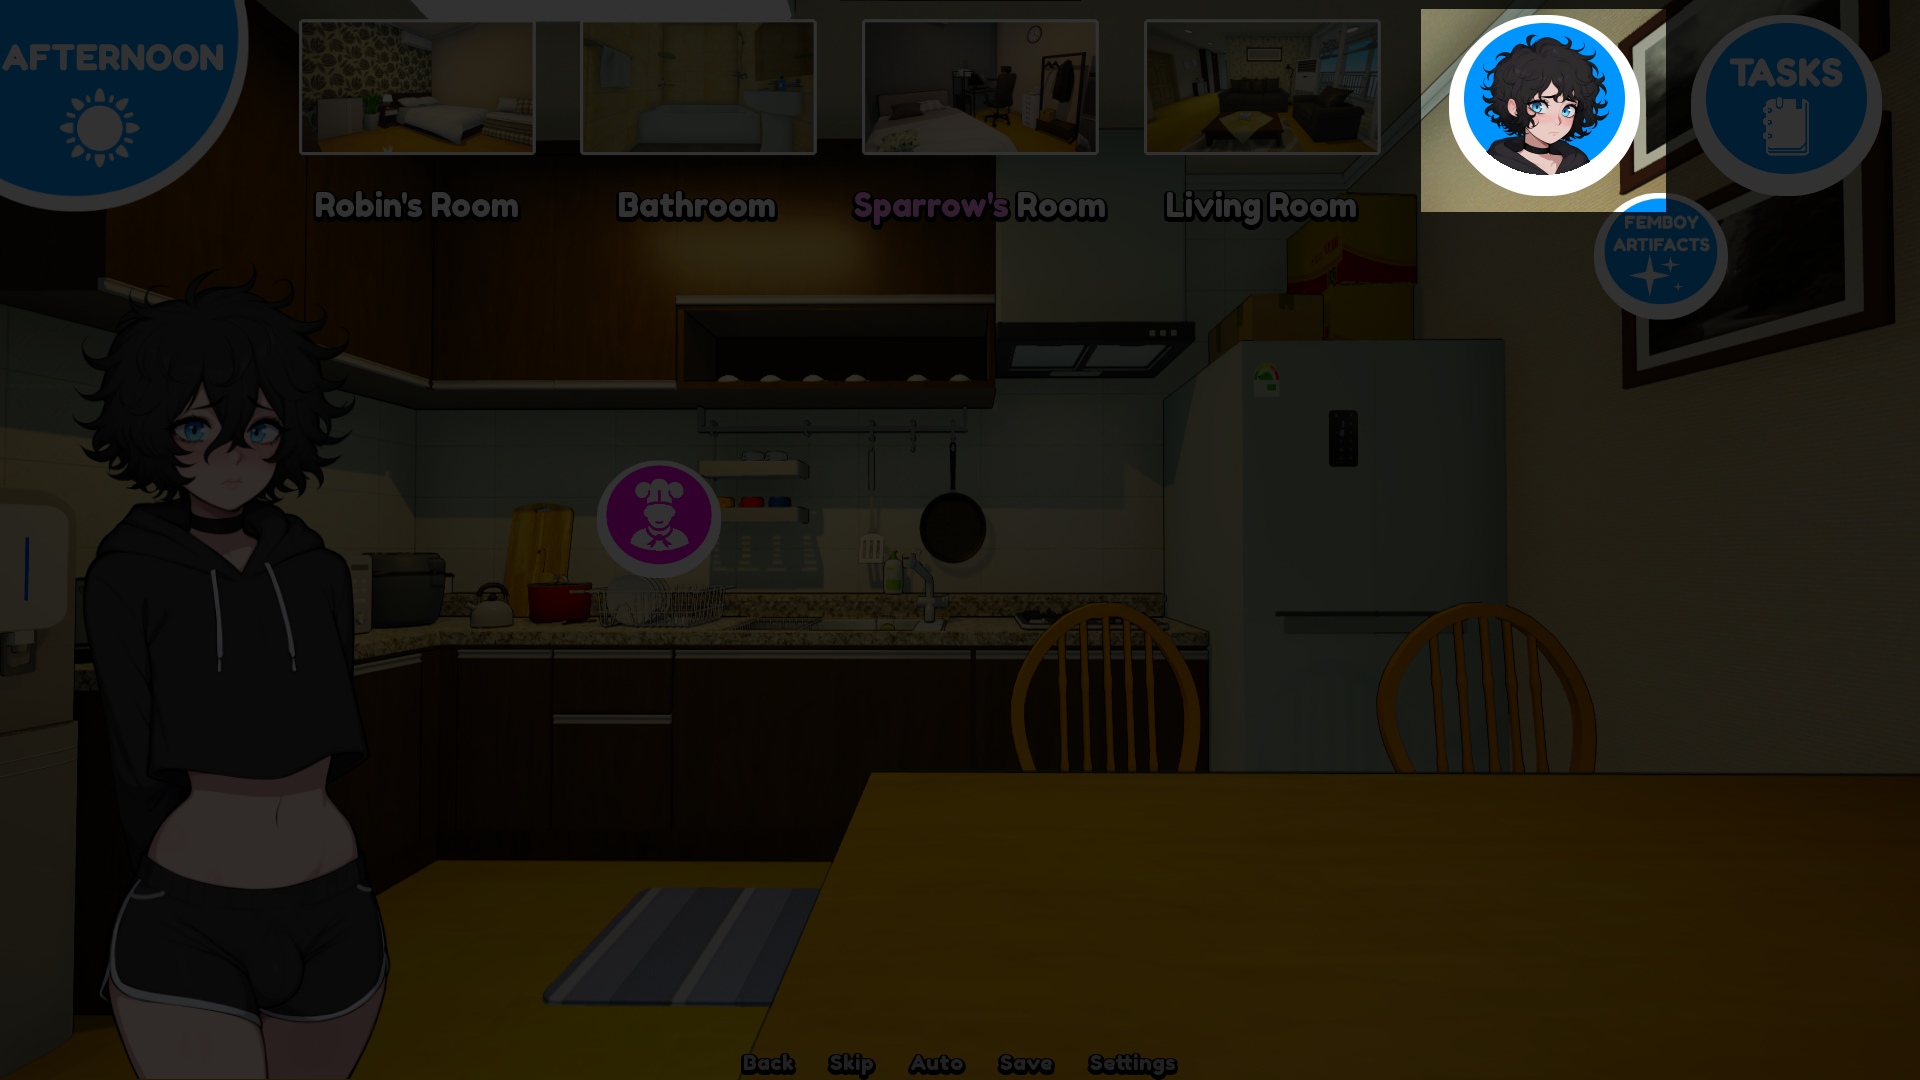 AFTERNOON
TASKS
Robin's Room
Bathroom
Sparrow's Room
Living Room
FEMBOY
ARTIFACTS
Back
Skip
Auto
Save
Settings